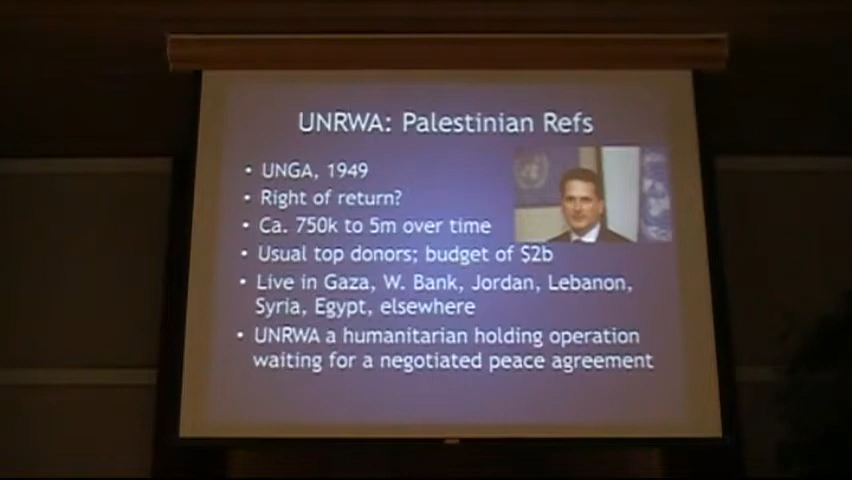 UNRWA: Palestinian Refs
• UNGA, 1949
• Right of return?
• Ca. 750k to 5m over time
• Usual top donors; budget of $2b
• Live in Gaza, W. Bank, Jordan, Lebanon,
Syria, Egypt, elsewhere
• UNRWA a humanitarian holding operation
waiting for a negotiated peace agreement